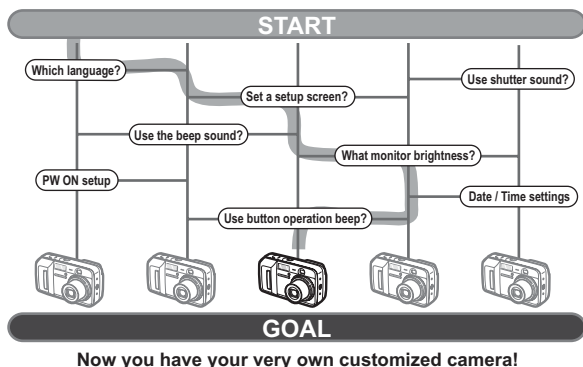 START
Which language?
Use shutter sound?
Set a setup screen?
Use the beep sound?
What monitor brightness?
PW ON setup
Date / Time settings
Use button operation beep?
GOAL
Now you have your very own customized camera!